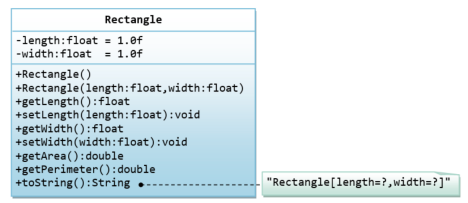 Rectangle
-length:float = 1.0f
-width:float  = 1.0f
+Rectangle()
+Rectangle(length:float,width:float)
+getLength():float
+setLength(length:float):void
+getWidth():float
+setWidth(width:float):void
+getArea():double
+getPerimeter():double
+toString():String
"Rectangle[length=?,width=?]"